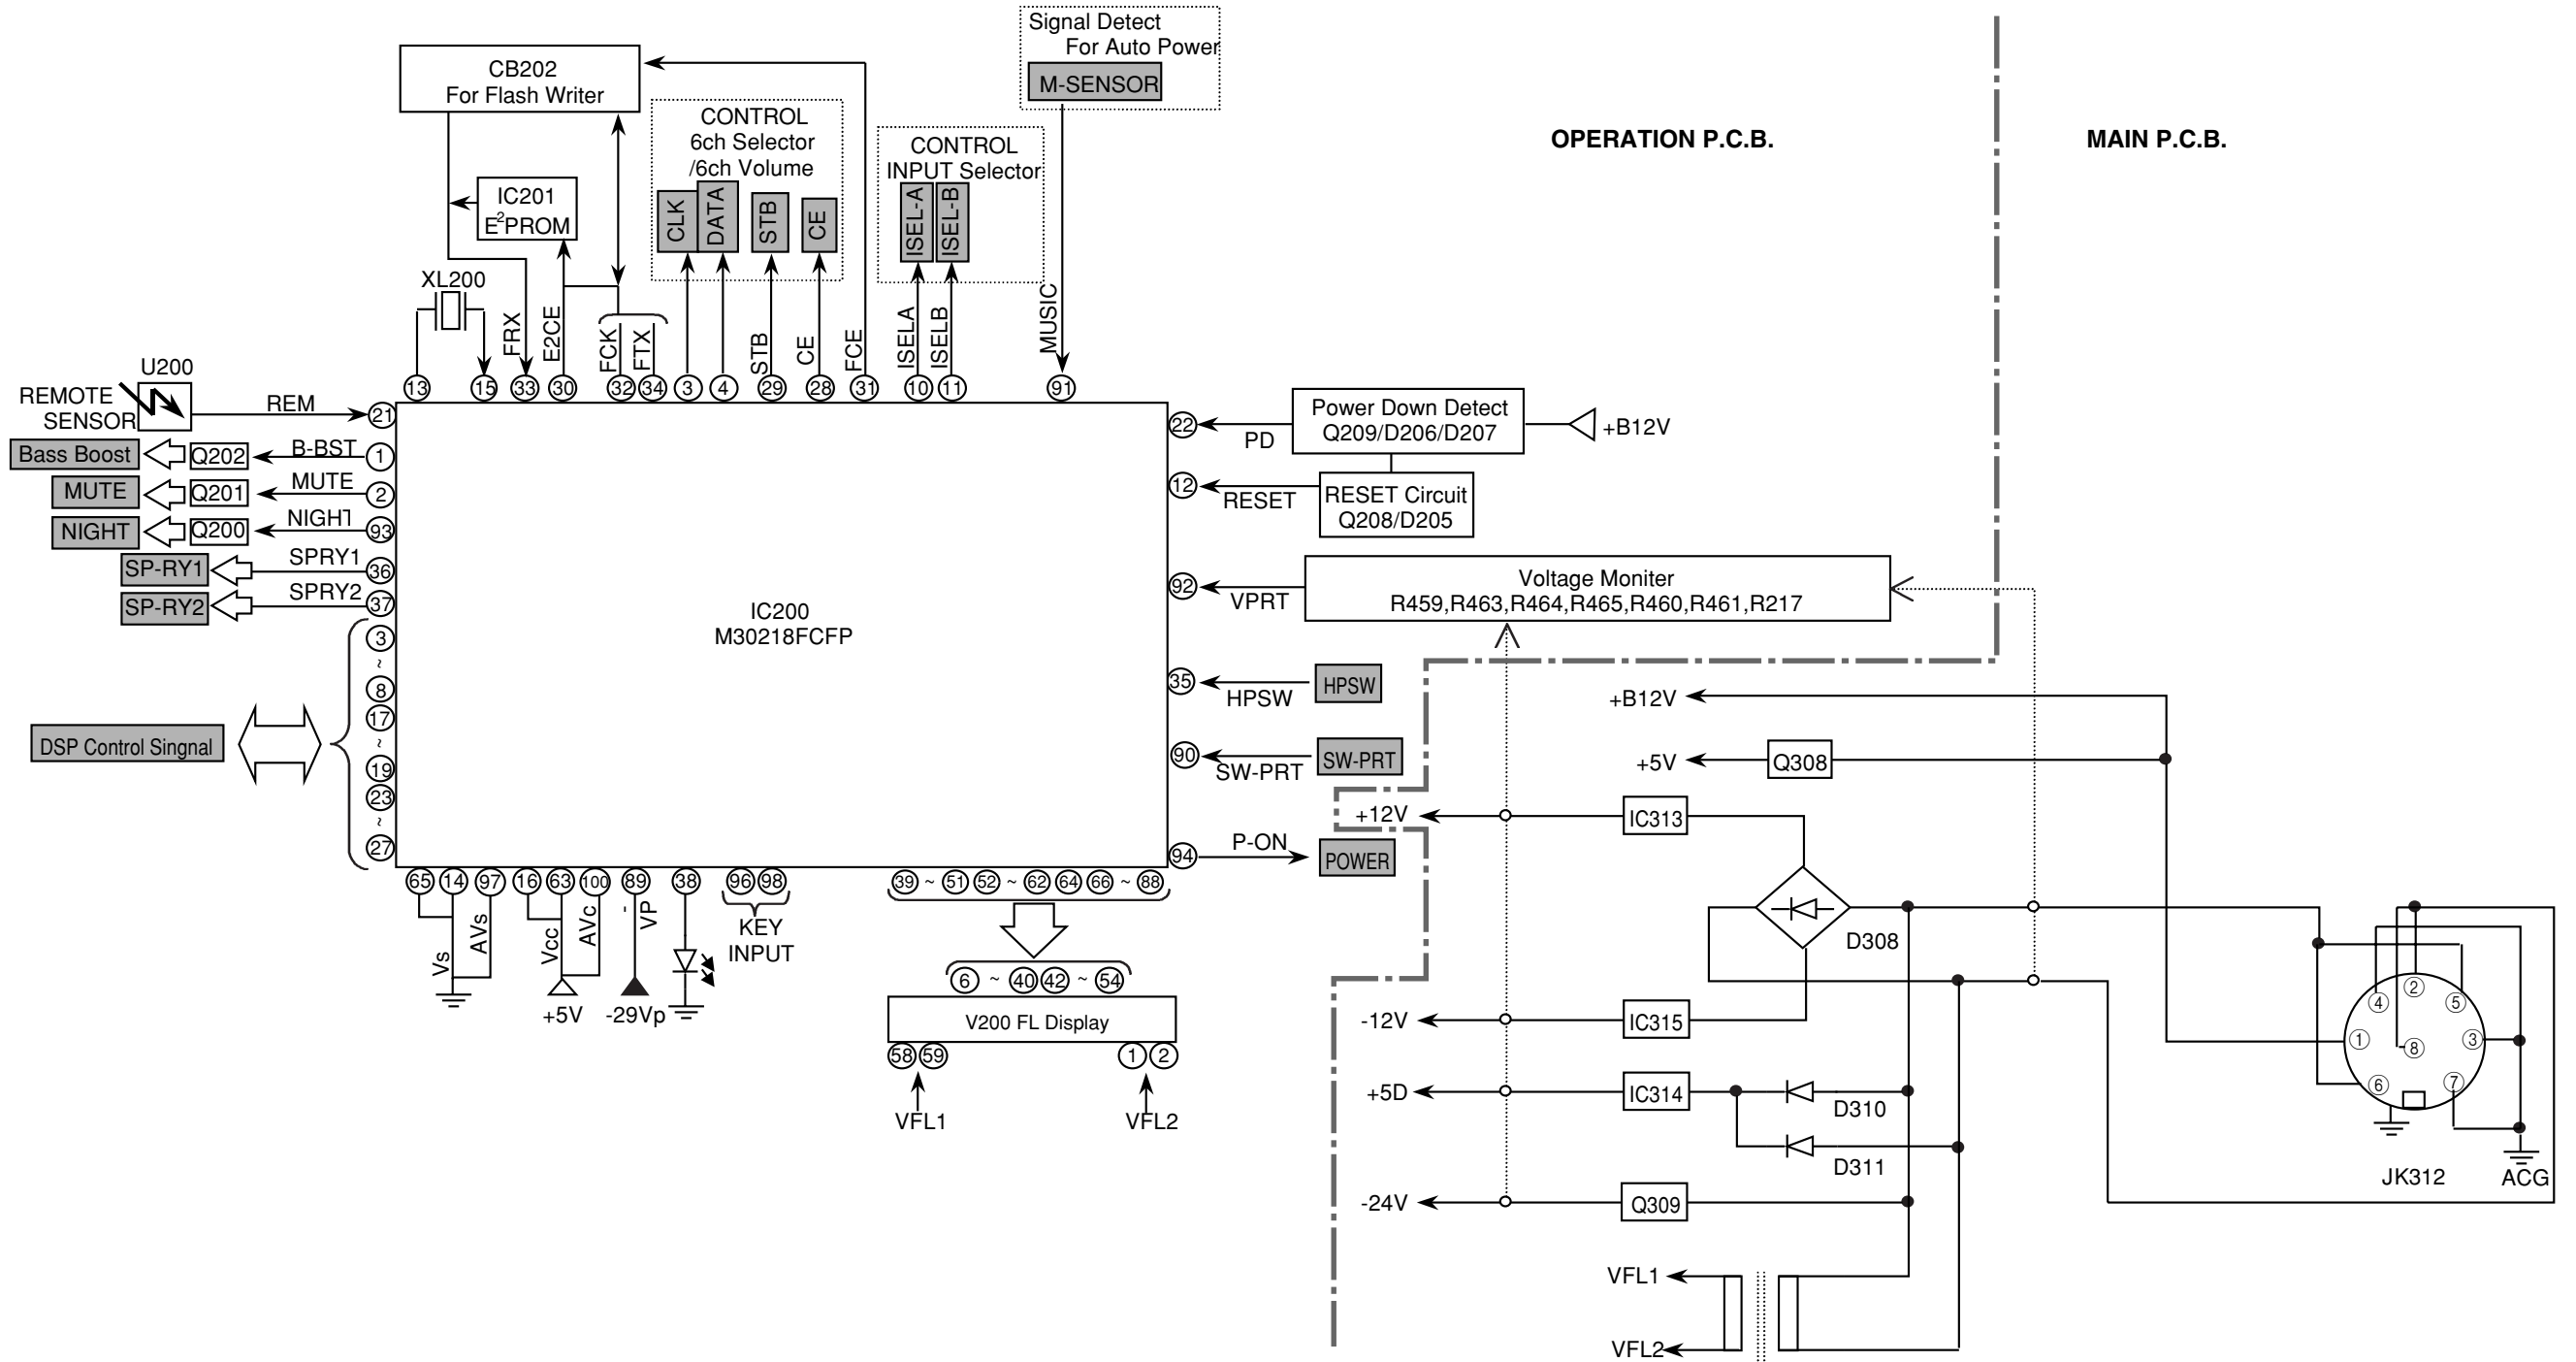 Signal Detect
For Auto Power
M-SENSOR
CB202
For Flash Writer
CONTROL
6ch Selector
/6ch Volume
CLK
DATA
STB
CE
CONTROL
INPUT Selector
ISEL-A
ISEL-B
OPERATION P.C.B.
MAIN P.C.B.
IC201
E2PROM
XL200
FRX
E2CE
FCK
FTX
STB
CE
FCE
ISELA
ISELB
MUSIC
13
15
33
30
32
34
3
4
29
28
31
10
11
91
U200
REMOTE
SENSOR
REM
21
Bass Boost
Q202
B-BST
1
MUTE
Q201
MUTE
2
NIGHT
Q200
NIGHT
93
SP-RY1
SPRY1
36
SP-RY2
SPRY2
37
DSP Control Singnal
3
~
8
17
~
19
23
~
27
IC200
M30218FCFP
22
PD
Power Down Detect
Q209/D206/D207
+B12V
12
RESET
RESET Circuit
Q208/D205
92
VPRT
Voltage Moniter
R459,R463,R464,R465,R460,R461,R217
35
HPSW
HPSW
90
SW-PRT
SW-PRT
94
P-ON
POWER
65
14
97
16
63
100
89
38
96
98
39 ~ 51 52 ~ 62 64 66 ~ 88
Vs
AVs
Vcc
AVc
-VP
+5V
-29Vp
KEY
INPUT
6 ~ 40 42 ~ 54
V200 FL Display
58
59
1
2
VFL1
VFL2
+B12V
+5V
Q308
+12V
IC313
D308
-12V
IC315
+5D
IC314
D310
D311
-24V
Q309
VFL1
VFL2
4
2
5
1
8
3
6
7
JK312
ACG